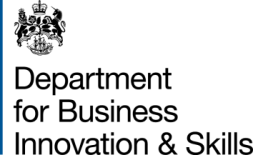 Department
for Business
Innovation & Skills